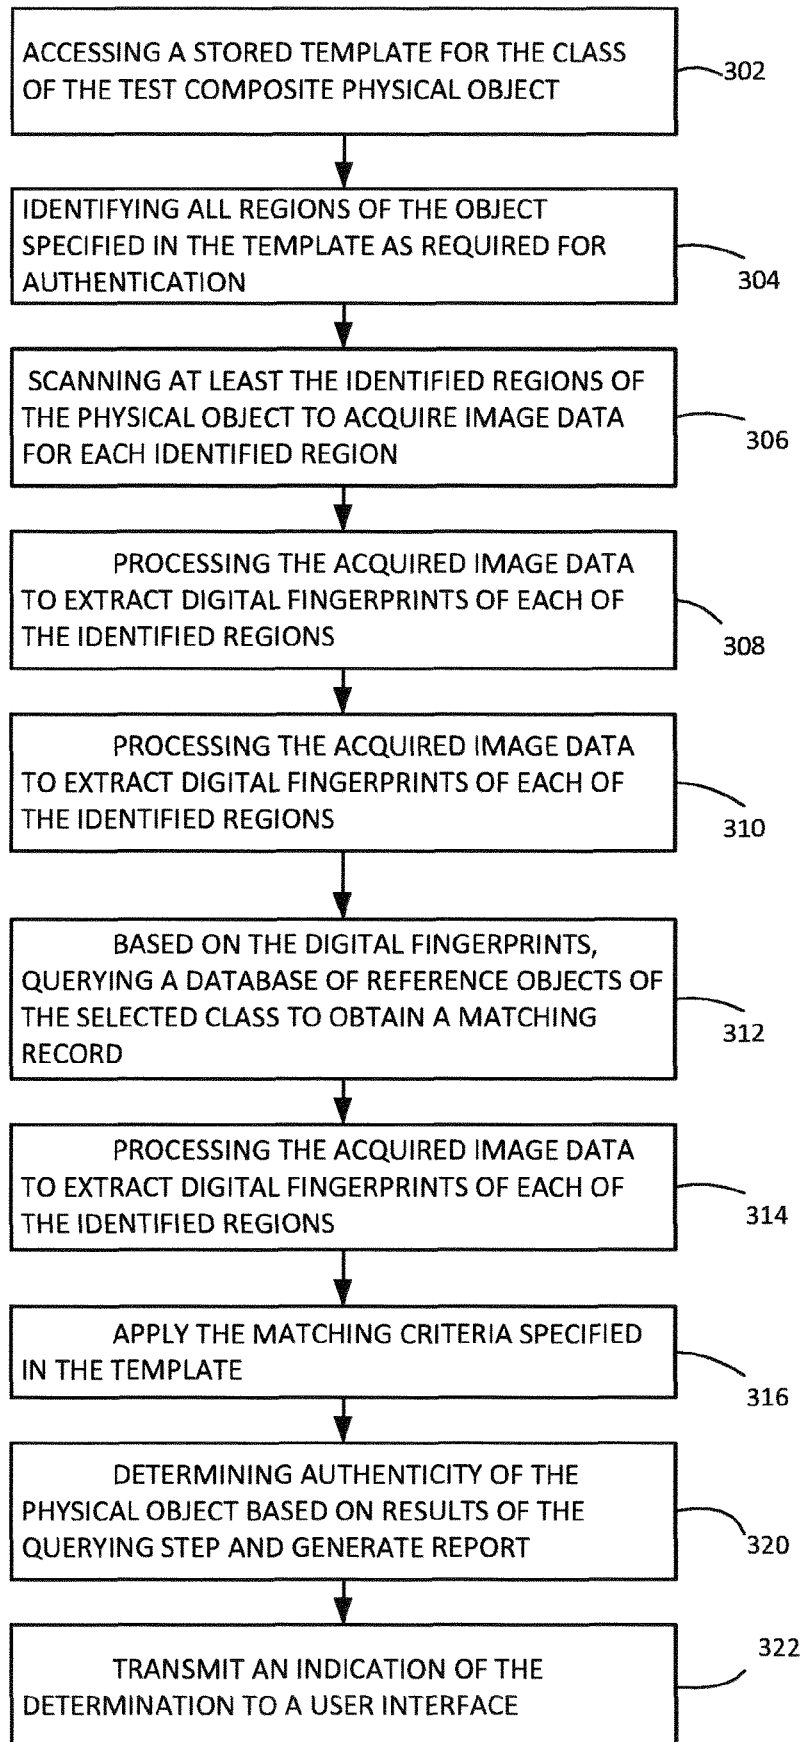 ACCESSING A STORED TEMPLATE FOR THE CLASS
OF THE TEST COMPOSITE PHYSICAL OBJECT
302
IDENTIFYING ALL REGIONS OF THE OBJECT
SPECIFIED IN THE TEMPLATE AS REQUIRED FOR
AUTHENTICATION
304
SCANNING AT LEAST THE IDENTIFIED REGIONS OF
THE PHYSICAL OBJECT TO ACQUIRE IMAGE DATA
FOR EACH IDENTIFIED REGION
306
PROCESSING THE ACQUIRED IMAGE DATA
TO EXTRACT DIGITAL FINGERPRINTS OF EACH OF
THE IDENTIFIED REGIONS
308
PROCESSING THE ACQUIRED IMAGE DATA
TO EXTRACT DIGITAL FINGERPRINTS OF EACH OF
THE IDENTIFIED REGIONS
310
BASED ON THE DIGITAL FINGERPRINTS,
QUERYING A DATABASE OF REFERENCE OBJECTS OF
THE SELECTED CLASS TO OBTAIN A MATCHING
RECORD
312
PROCESSING THE ACQUIRED IMAGE DATA
TO EXTRACT DIGITAL FINGERPRINTS OF EACH OF
THE IDENTIFIED REGIONS
314
APPLY THE MATCHING CRITERIA SPECIFIED
IN THE TEMPLATE
316
DETERMINING AUTHENTICITY OF THE
PHYSICAL OBJECT BASED ON RESULTS OF THE
QUERYING STEP AND GENERATE REPORT
320
TRANSMIT AN INDICATION OF THE
DETERMINATION TO A USER INTERFACE
322